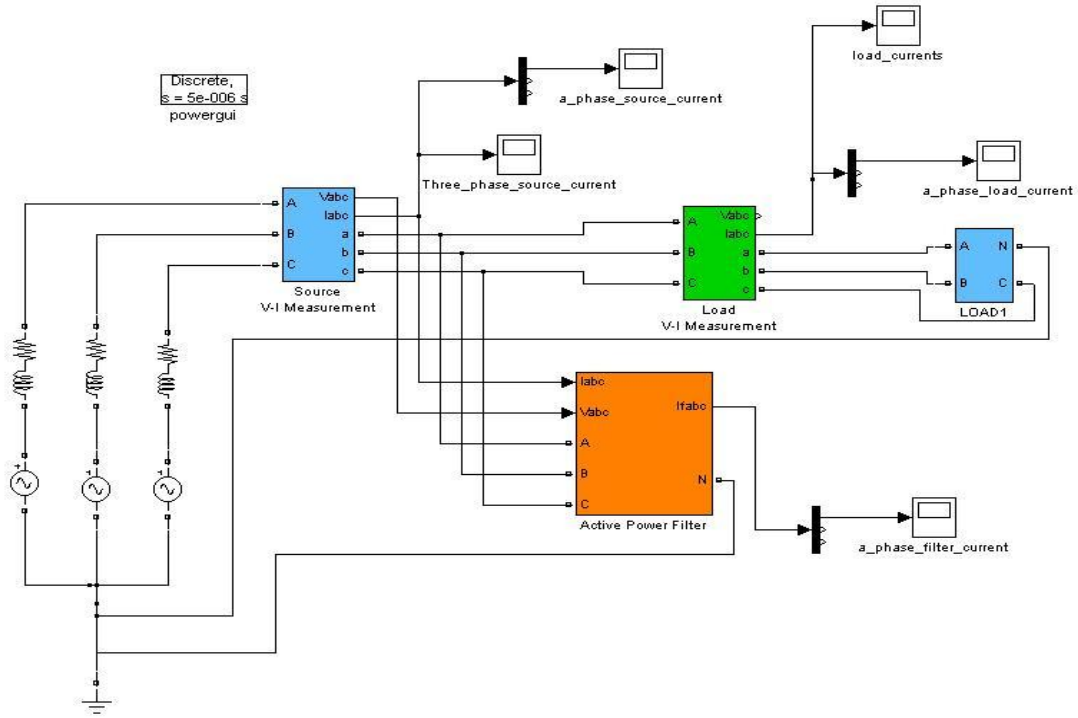 load_currents
Discrete,
s = 5e-006 s
powergui
a_phase_source_current
Three_phase_source_current
a_phase_load_current
A
B
C
Vabc
Iabc
a
b
c
Source
V-I Measurement
A
B
C
Vabc
Iabc
a
b
c
Load
V-I Measurement
A
B
N
C
LOAD1
Iabc
Vabc
A
B
C
Ifabc
N
Active Power Filter
a_phase_filter_current
+
+
+